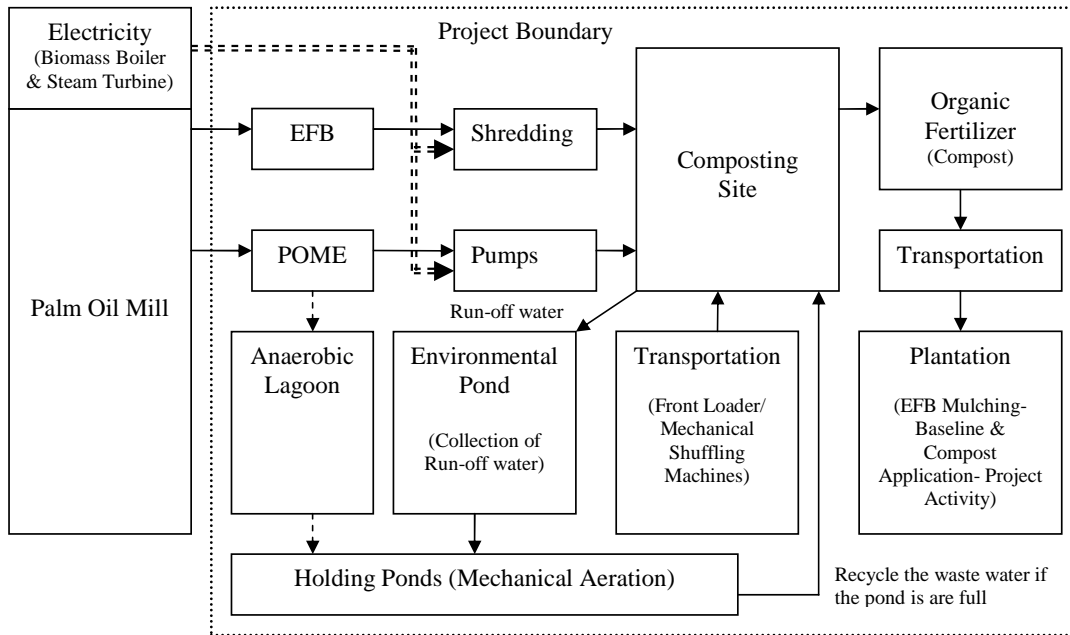 Electricity
(Biomass Boiler
& Steam Turbine)
Project Boundary
EFB
Shredding
Composting
Site
Organic
Fertilizer
(Compost)
POME
Pumps
Transportation
Palm Oil Mill
Run-off water
Anaerobic
Lagoon
Environmental
Pond
(Collection of
Run-off water)
Transportation
(Front Loader/
Mechanical
Shuffling
Machines)
Plantation
(EFB Mulching-
Baseline &
Compost
Application- Project
Activity)
Holding Ponds (Mechanical Aeration)
Recycle the waste water if
the pond is are full